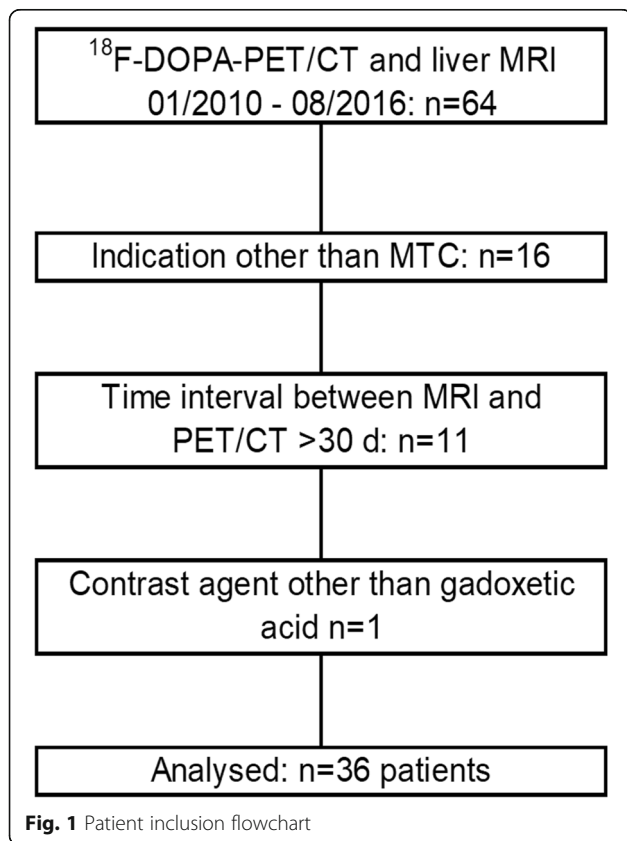 ¹⁸F-DOPA-PET/CT and liver MRI
01/2010 - 08/2016: n=64
Indication other than MTC: n=16
Time interval between MRI and
PET/CT >30 d: n=11
Contrast agent other than gadoxetic
acid n=1
Analysed: n=36 patients
Fig. 1 Patient inclusion flowchart